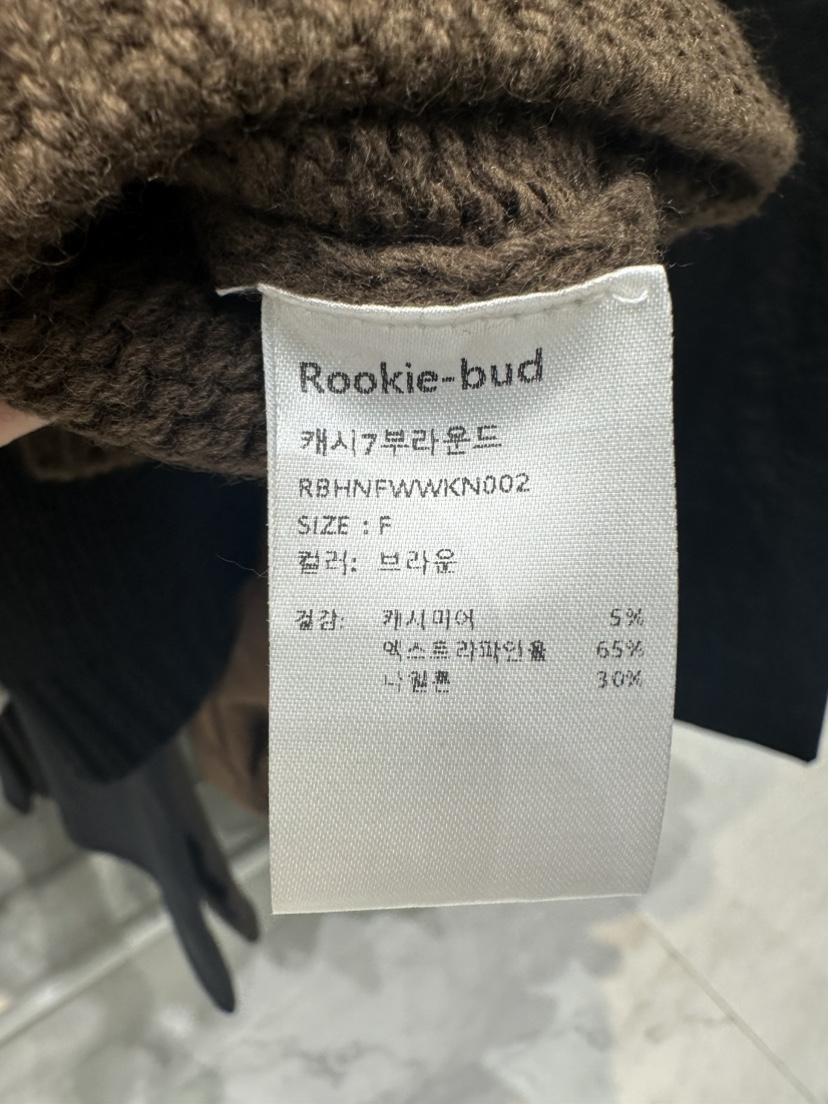 Rookie-bud
캐시7부라운드
RBHNFWWKN002
SIZE : F
컬러: 브라운
겉감: 캐시미어 5%
엑스트라파인울 65%
나일론 30%